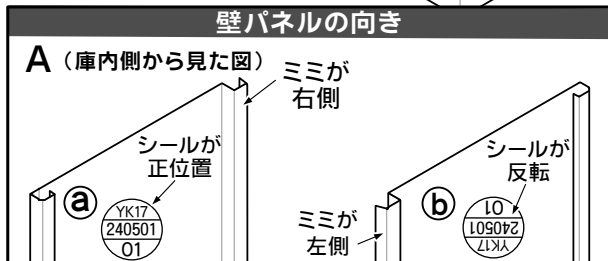 壁パネルの向き
A（庫内側から見た図）
ミミが
右側
シールが
正位置
ⓐ
YK17
240501
01
ミミが
左側
ⓑ
シールが
反転
YK17
240501
01